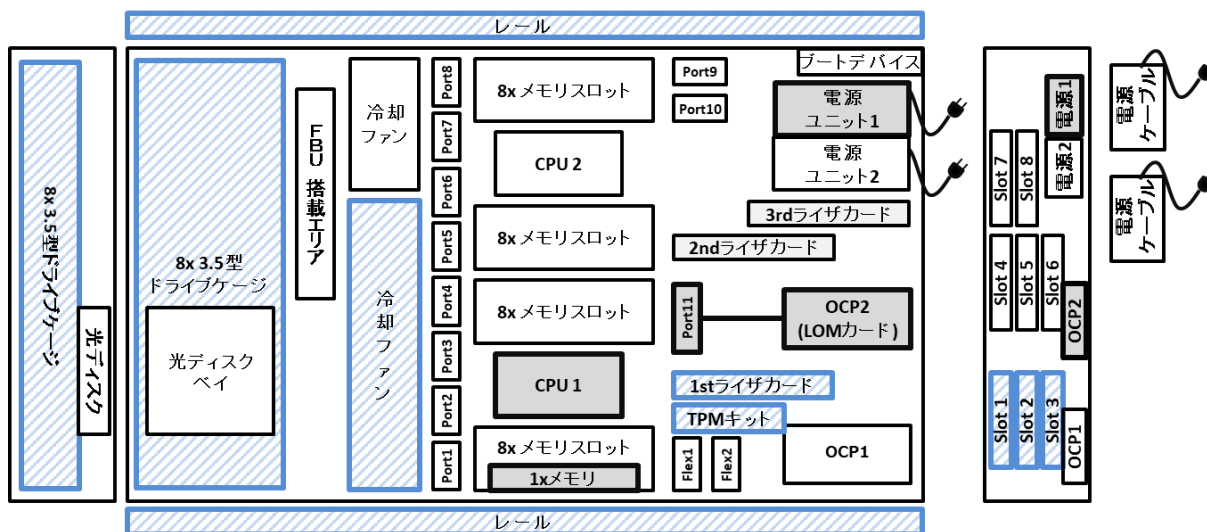 レール
8x 3.5型ドライブケージ
光ディスク
8x 3.5型
ドライブケージ
光ディスク
ベイ
FBU 搭載エリア
冷却
ファン
冷却ファン
Port8
Port7
Port6
Port5
Port4
Port3
Port2
Port1
8x メモリスロット
CPU 2
8x メモリスロット
8x メモリスロット
CPU 1
8x メモリスロット
1xメモリ
Port9
Port10
ブートデバイス
電源
ユニット1
電源
ユニット2
3rdライザカード
2ndライザカード
Port11
OCP2
(LOMカード)
1stライザカード
TPMキット
Flex1
Flex2
OCP1
レール
電源1
電源2
Slot 7
Slot 8
Slot 4
Slot 5
Slot 6
OCP2
Slot 1
Slot 2
Slot 3
OCP1
電源
ケーブル
電源
ケーブル